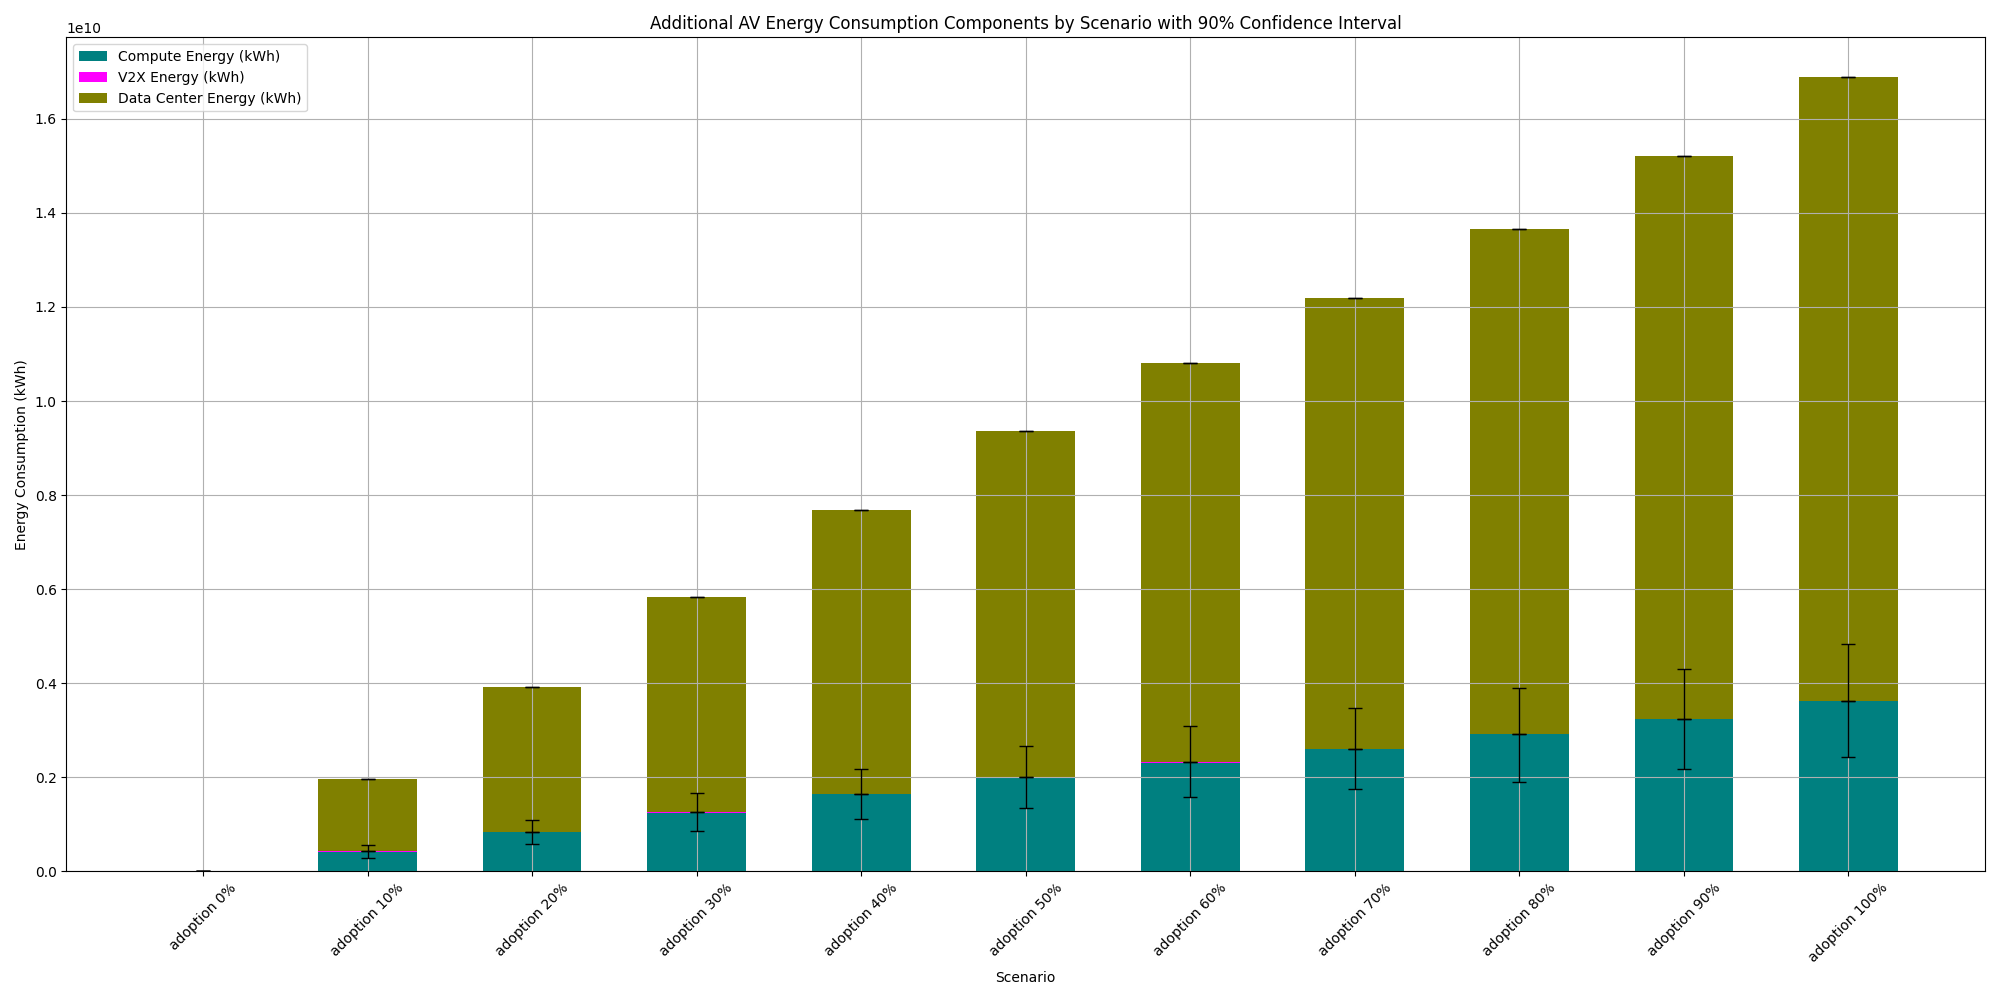 Additional AV Energy Consumption Components by Scenario with 90% Confidence Interval
1e10
Compute Energy (kWh)
V2X Energy (kWh)
Data Center Energy (kWh)
1.6
1.4
1.2
1.0
0.8
0.6
0.4
0.2
0.0
Energy Consumption (kWh)
adoption 0%
adoption 10%
adoption 20%
adoption 30%
adoption 40%
adoption 50%
adoption 60%
adoption 70%
adoption 80%
adoption 90%
adoption 100%
Scenario